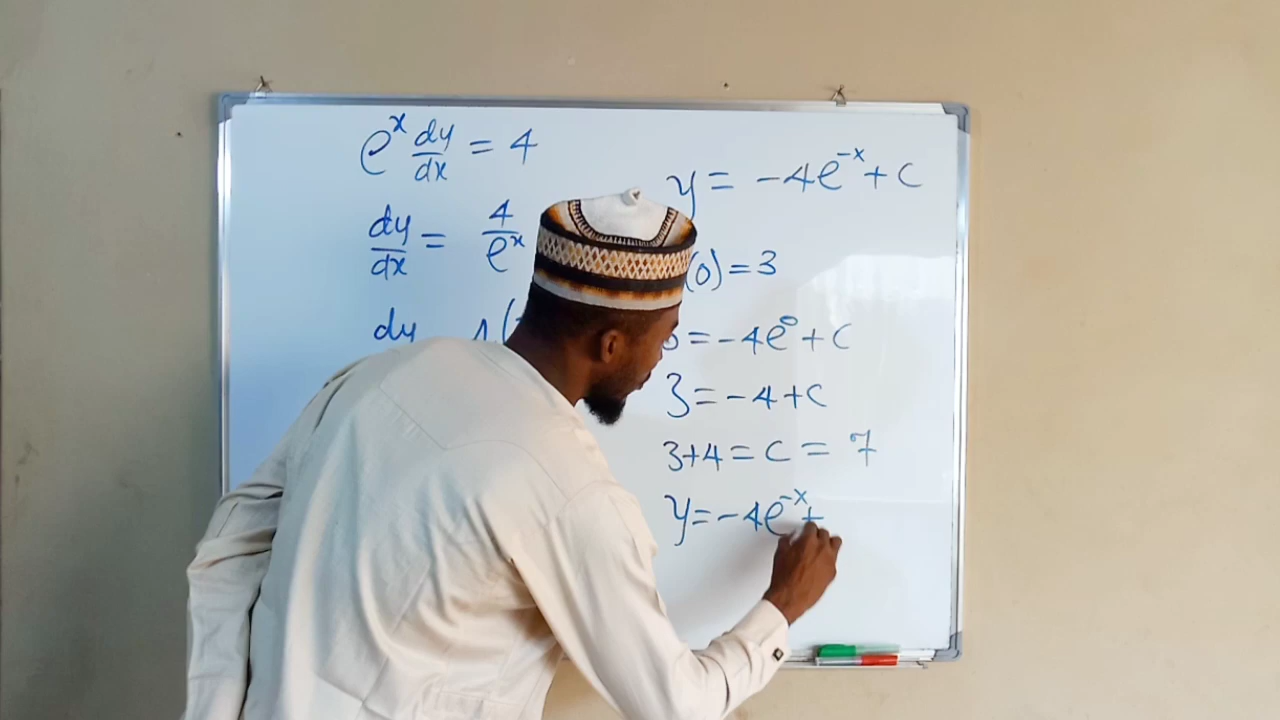 e^x dy/dx = 4
dy/dx = 4/e^x
dy
y = -4e^-x + c
(0) = 3
= -4e^0 + c
3 = -4 + c
3+4 = c = 7
y = -4e^-x +